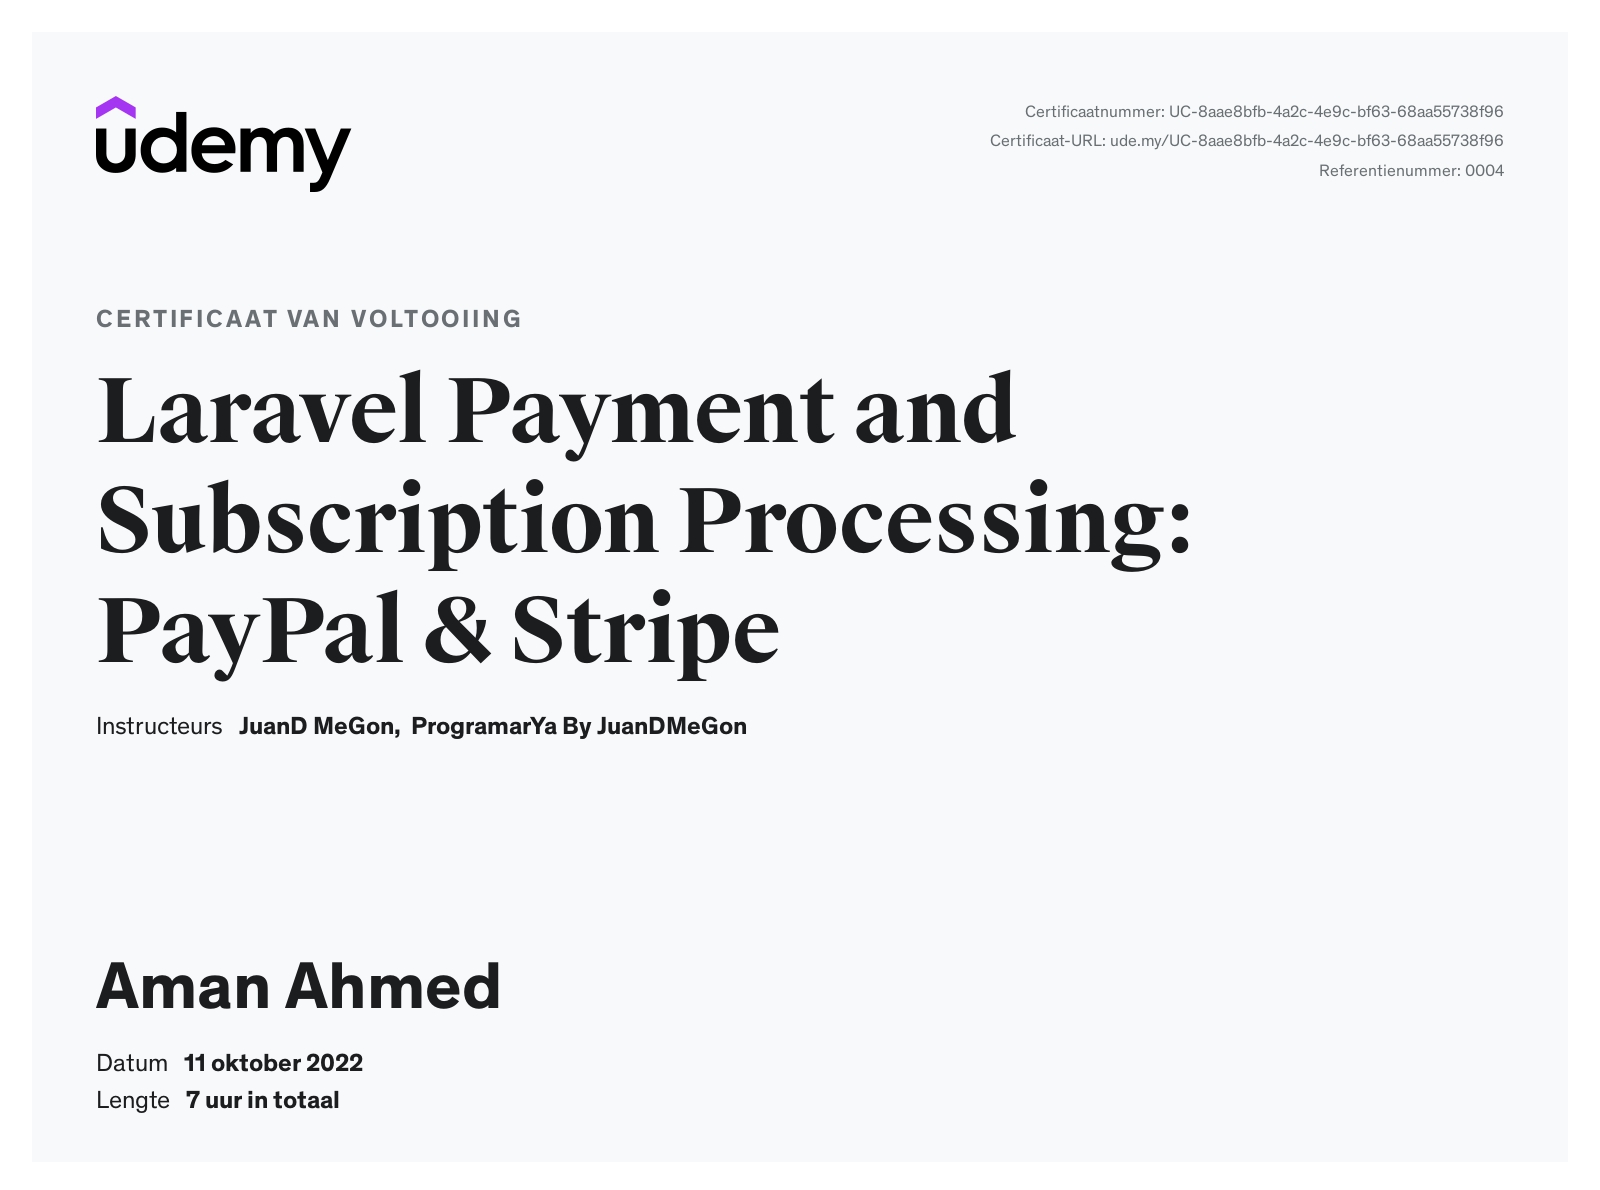 udemy
Certificaatnummer: UC-8aae8bfb-4a2c-4e9c-bf63-68aa55738f96
Certificaat-URL: ude.my/UC-8aae8bfb-4a2c-4e9c-bf63-68aa55738f96
Referentienummer: 0004
CERTIFICAAT VAN VOLTOOIING
Laravel Payment and
Subscription Processing:
PayPal & Stripe
Instructeurs JuanD MeGon, ProgramarYa By JuanDMeGon
Aman Ahmed
Datum 11 oktober 2022
Lengte 7 uur in totaal